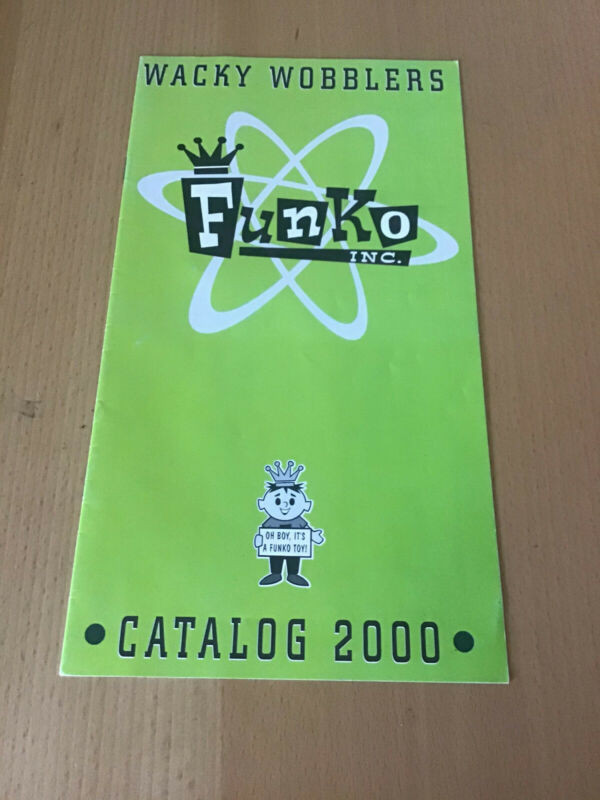 WACKY WOBBLERS
FunKo
INC.
OH BOY, IT'S
A FUNKO TOY!
• CATALOG 2000 •